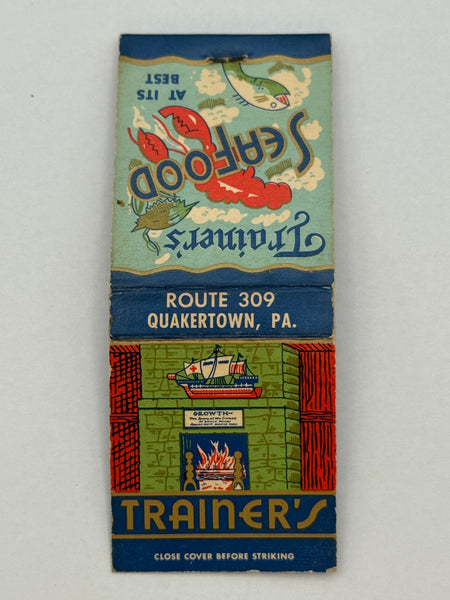 Trainer's
SEAFOOD
AT ITS
BEST
ROUTE 309
QUAKERTOWN, PA.
GROWTH~
TRAINER'S
CLOSE COVER BEFORE STRIKING